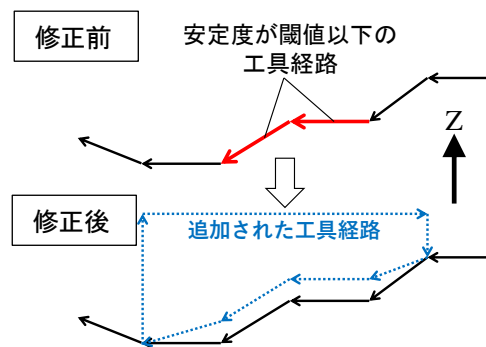 修正前
安定度が閾値以下の
工具経路
Z
修正後
追加された工具経路